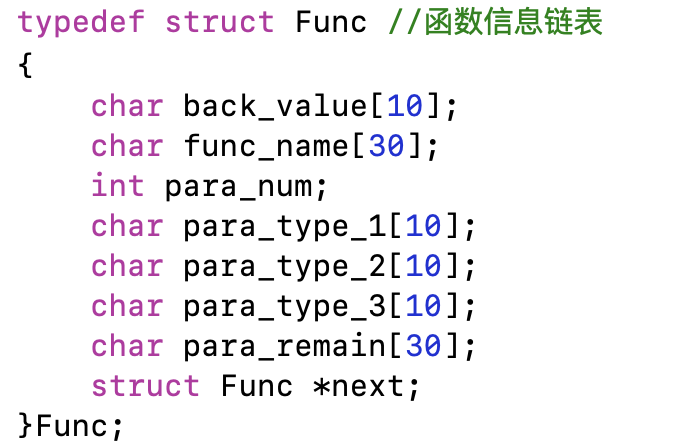 typedef struct Func //函数信息链表
{
    char back_value[10];
    char func_name[30];
    int para_num;
    char para_type_1[10];
    char para_type_2[10];
    char para_type_3[10];
    char para_remain[30];
    struct Func *next;
}Func;